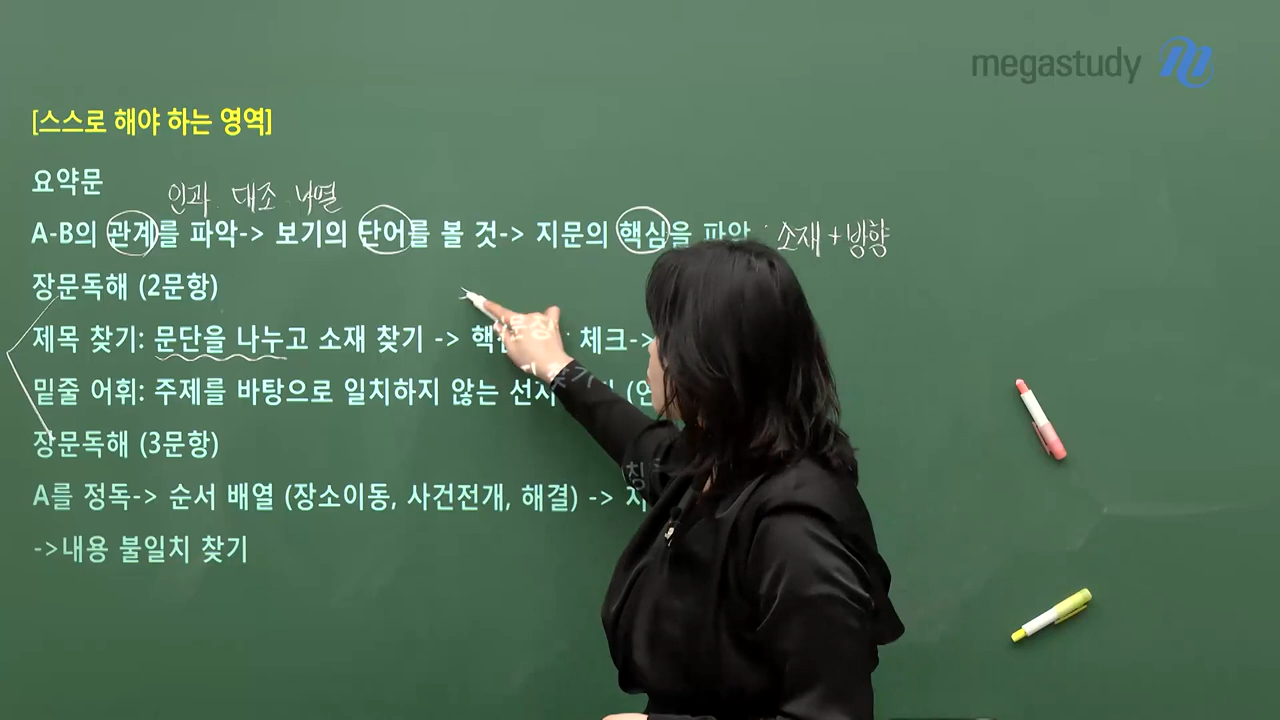 megastudy
[스스로 해야 하는 영역]
요약문
인과 대조 나열
A-B의 관계를 파악-> 보기의 단어를 볼 것-> 지문의 핵심을 파악 소재+방향
장문독해 (2문항)
제목 찾기: 문단을 나누고 소재 찾기 -> 체크->
밑줄 어휘: 주제를 바탕으로 일치하지 않는
장문독해 (3문항)
A를 정독-> 순서 배열 (장소이동, 사건전개, 해결) ->
->내용 불일치 찾기